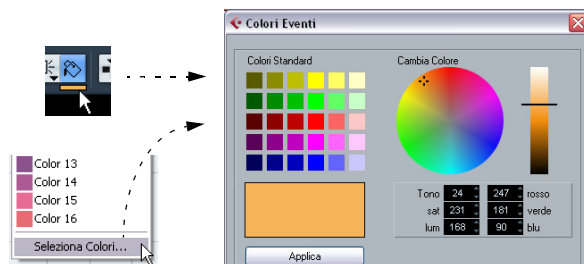 Colori Eventi
Colori Standard
Cambia Colore
Color 13
Color 14
Color 15
Color 16
Seleziona Colori...
Tono 24 247 rosso
sat 231 181 verde
lum 168 90 blu
Applica